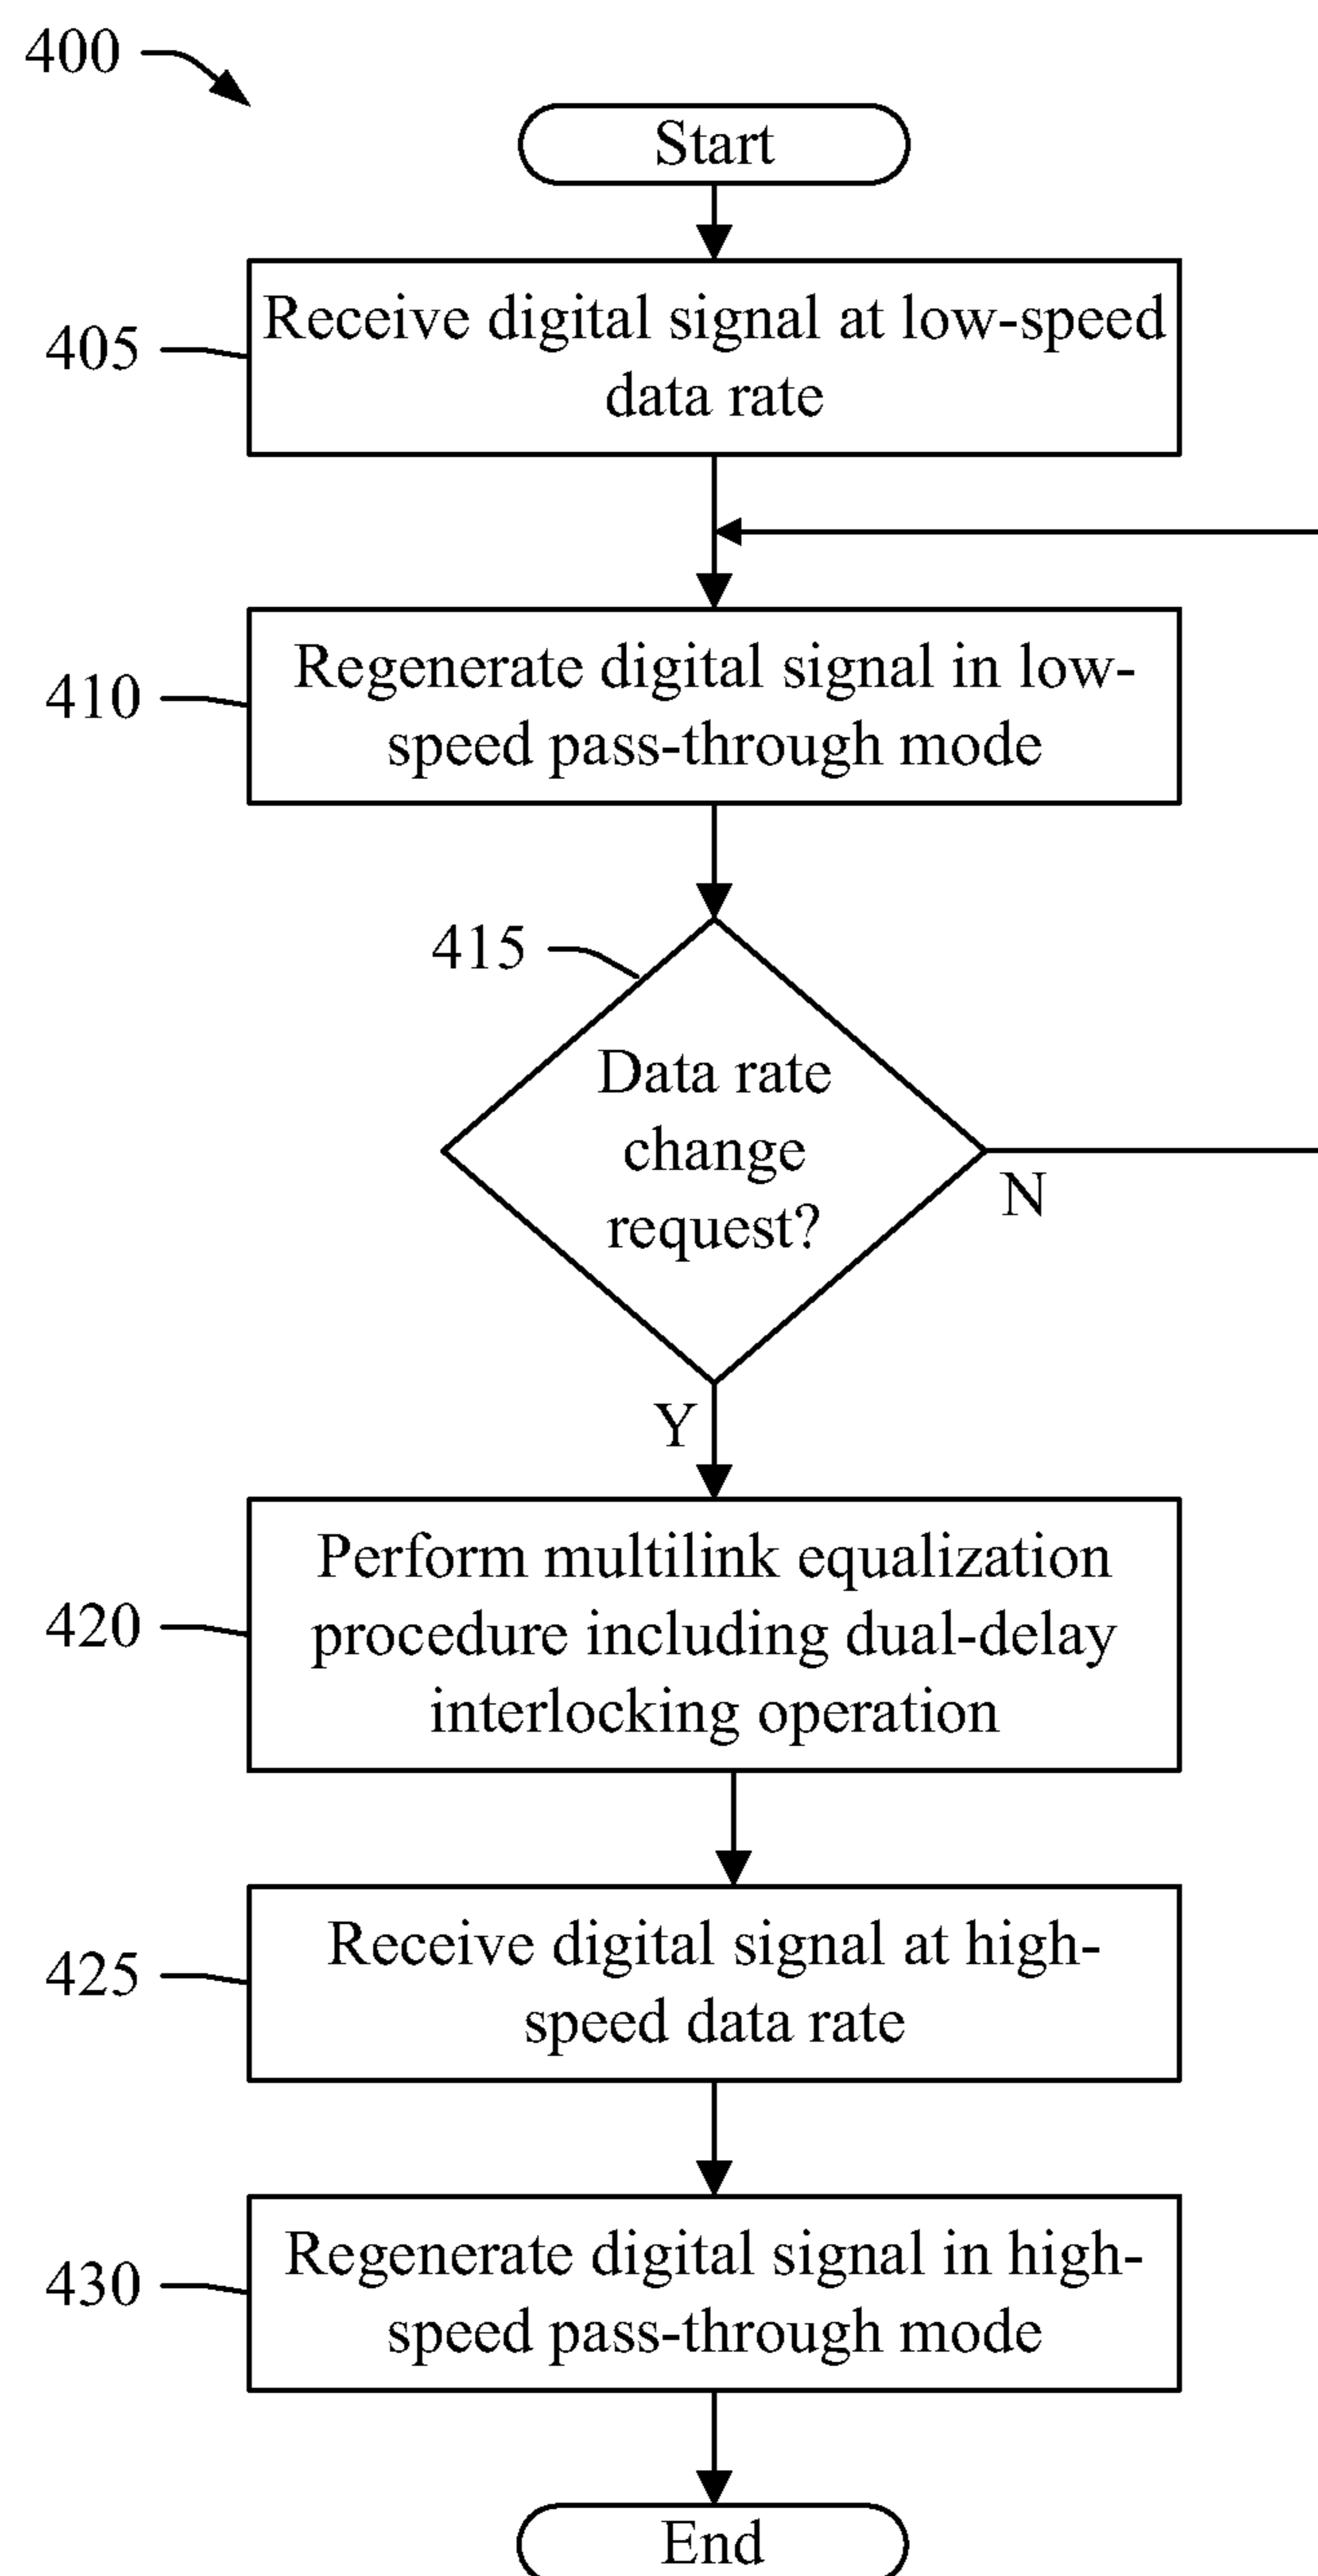 400
Start
405
Receive digital signal at low-speed
data rate
410
Regenerate digital signal in low-
speed pass-through mode
415
Data rate
change
request?
N
Y
420
Perform multilink equalization
procedure including dual-delay
interlocking operation
425
Receive digital signal at high-
speed data rate
430
Regenerate digital signal in high-
speed pass-through mode
End